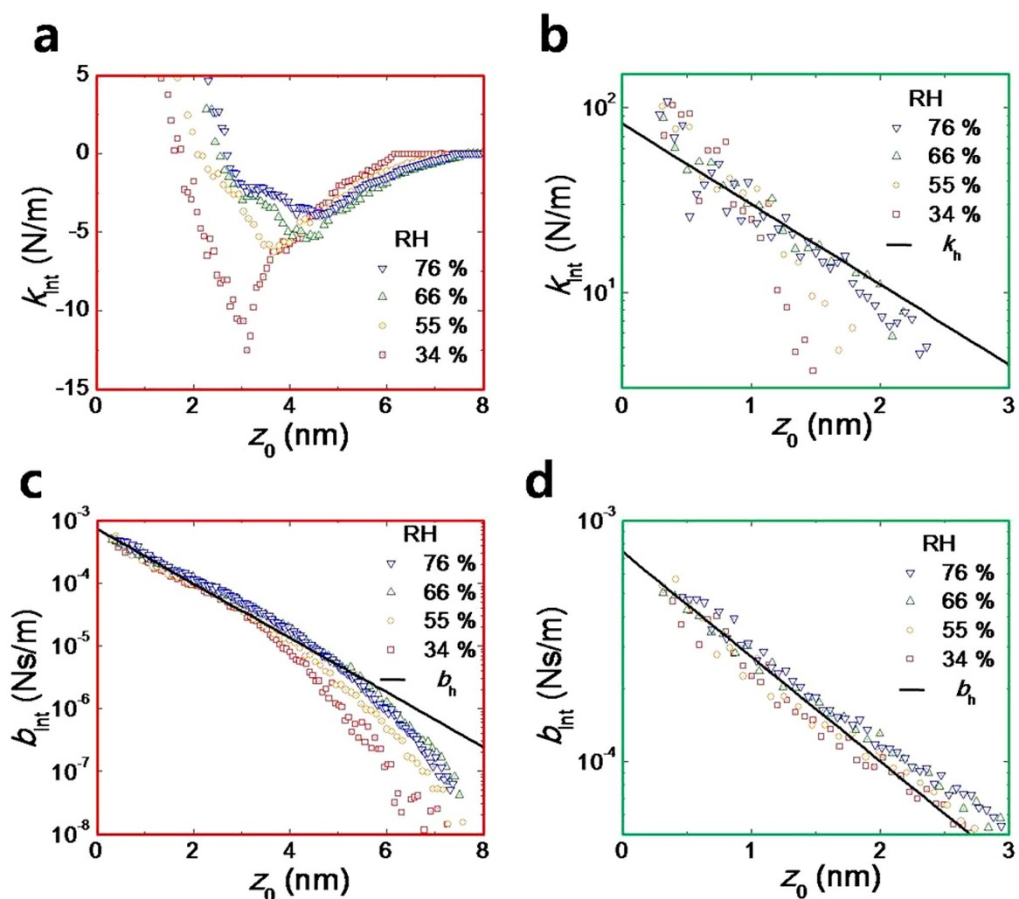 a
5
0
-5
-10
-15
k_int (N/m)
RH
76 %
66 %
55 %
34 %
0 2 4 6 8
z_0 (nm)
b
10^2
10^1
k_int (N/m)
RH
76 %
66 %
55 %
34 %
k_h
0 1 2 3
z_0 (nm)
c
10^-3
10^-4
10^-5
10^-6
10^-7
10^-8
b_int (Ns/m)
RH
76 %
66 %
55 %
34 %
b_h
0 2 4 6 8
z_0 (nm)
d
10^-3
10^-4
b_int (Ns/m)
RH
76 %
66 %
55 %
34 %
b_h
0 1 2 3
z_0 (nm)